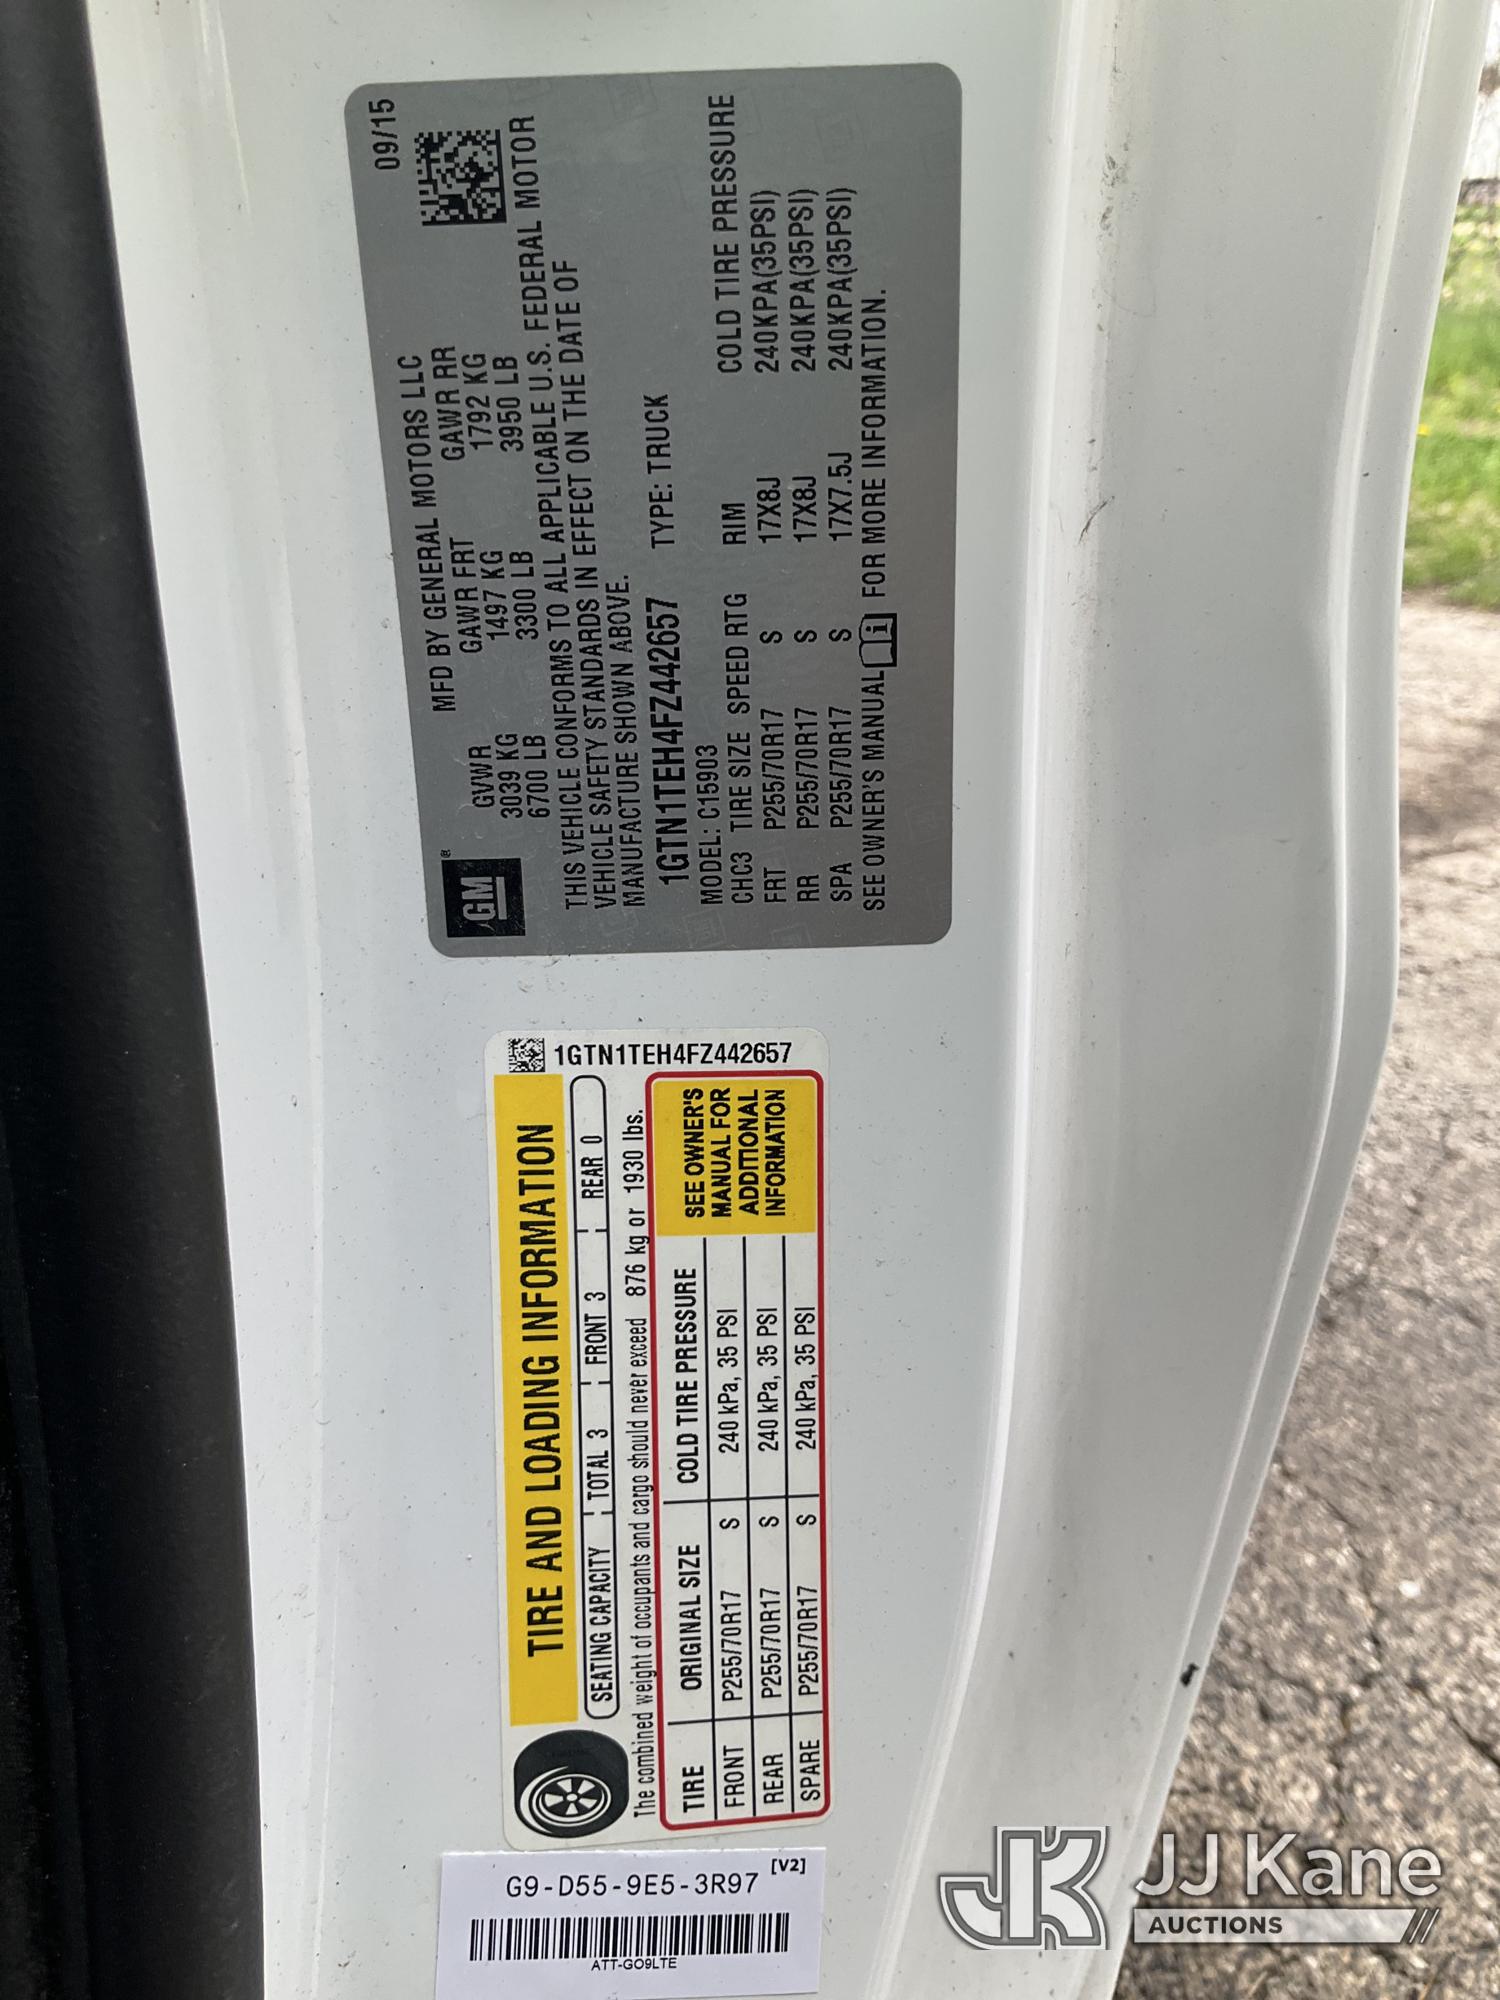 09/15
MFD BY GENERAL MOTORS LLC
GVWR GAWR FRT GAWR RR
3039 KG 1497 KG 1792 KG
6700 LB 3300 LB 3950 LB
GM
THIS VEHICLE CONFORMS TO ALL APPLICABLE U.S. FEDERAL MOTOR
VEHICLE SAFETY STANDARDS IN EFFECT ON THE DATE OF
MANUFACTURE SHOWN ABOVE.
1GTN1TEH4FZ442657 TYPE: TRUCK
MODEL: C15903
CHC3 TIRE SIZE SPEED RTG RIM COLD TIRE PRESSURE
FRT P255/70R17 S 17X8J 240KPA(35PSI)
RR P255/70R17 S 17X8J 240KPA(35PSI)
SPA P255/70R17 S 17X7.5J 240KPA(35PSI)
SEE OWNER'S MANUAL FOR MORE INFORMATION.
1GTN1TEH4FZ442657
TIRE AND LOADING INFORMATION
SEATING CAPACITY TOTAL 3 FRONT 3 REAR 0
The combined weight of occupants and cargo should never exceed 876 kg or 1930 lbs.
TIRE ORIGINAL SIZE COLD TIRE PRESSURE
FRONT P255/70R17 S 240 kPa, 35 PSI
REAR P255/70R17 S 240 kPa, 35 PSI
SPARE P255/70R17 S 240 kPa, 35 PSI
SEE OWNER'S
MANUAL FOR
ADDITIONAL
INFORMATION
[V2]
G9-D55-9E5-3R97
ATT-GO9LTE
JK JJ Kane
AUCTIONS